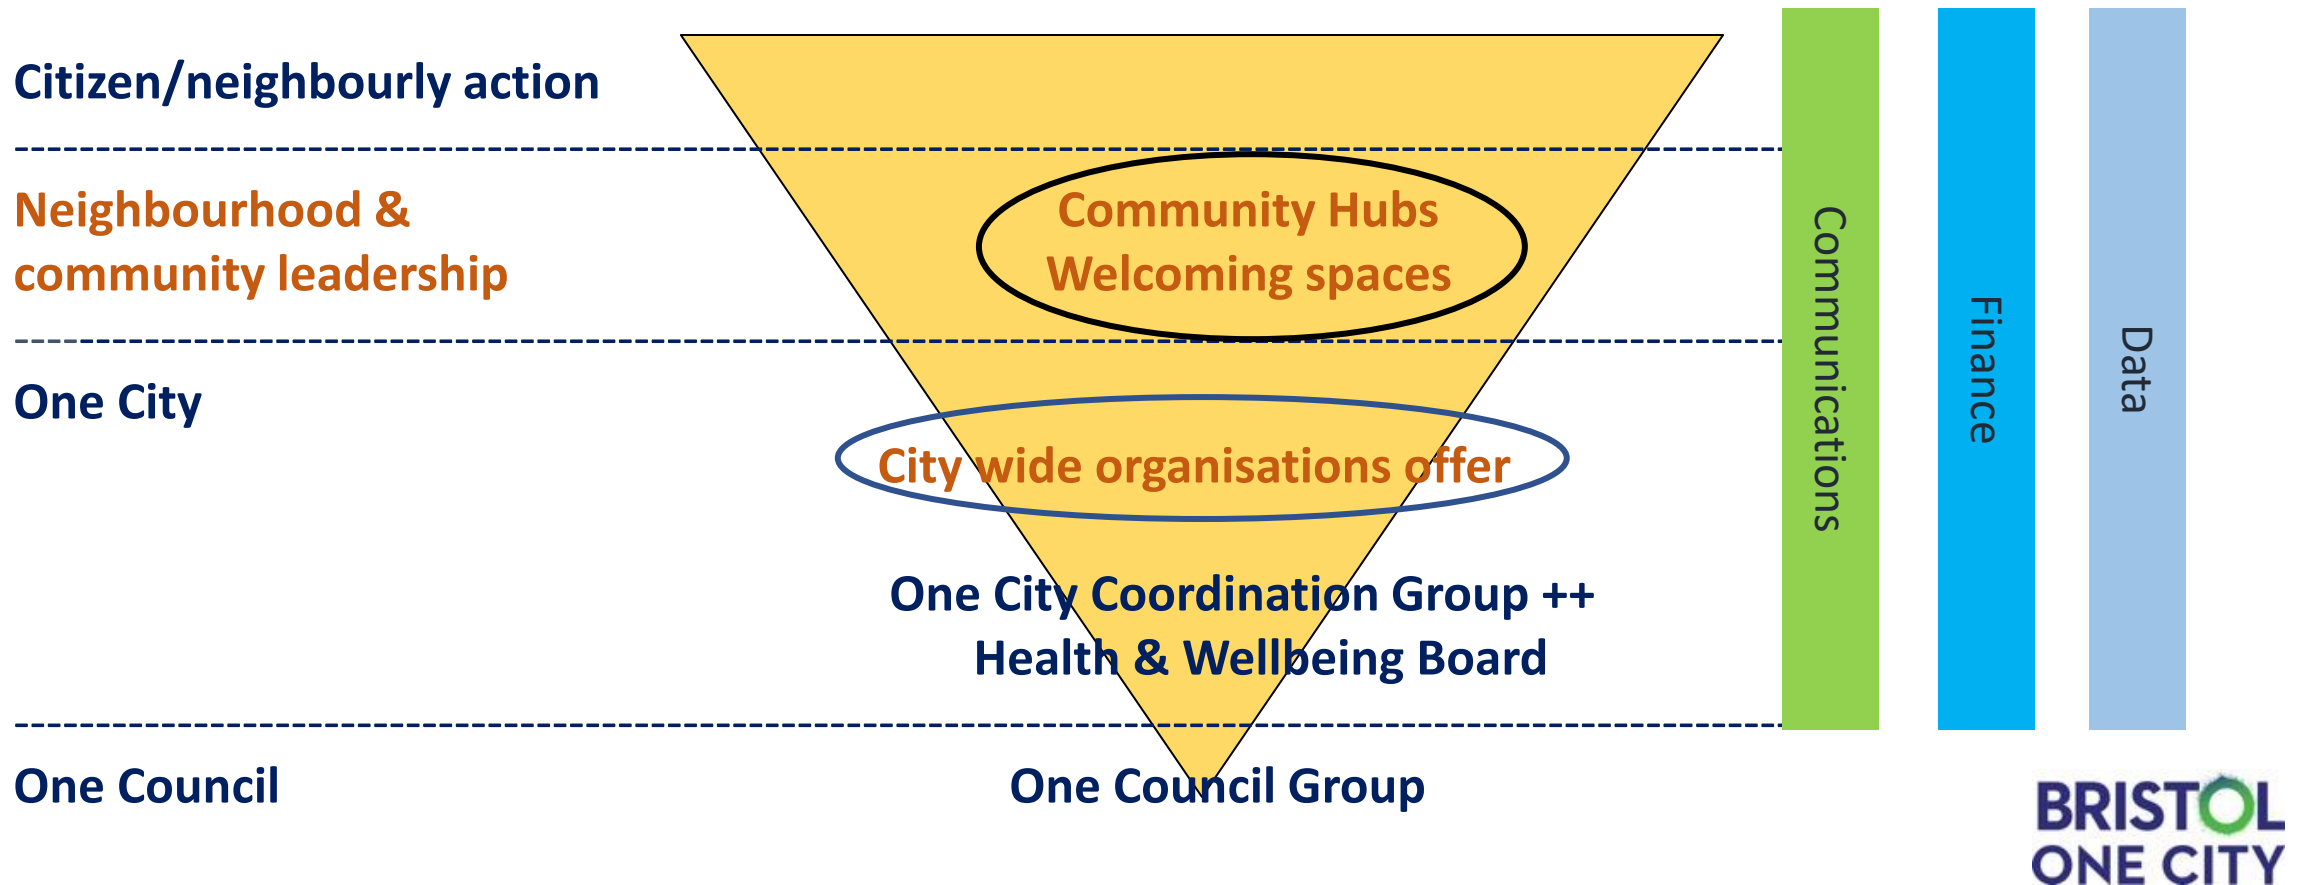 Citizen/neighbourly action
Neighbourhood &
community leadership
Community Hubs
Welcoming spaces
One City
City wide organisations offer
One City Coordination Group ++
Health & Wellbeing Board
One Council
One Council Group
Communications
Finance
Data
BRISTOL
ONE CITY